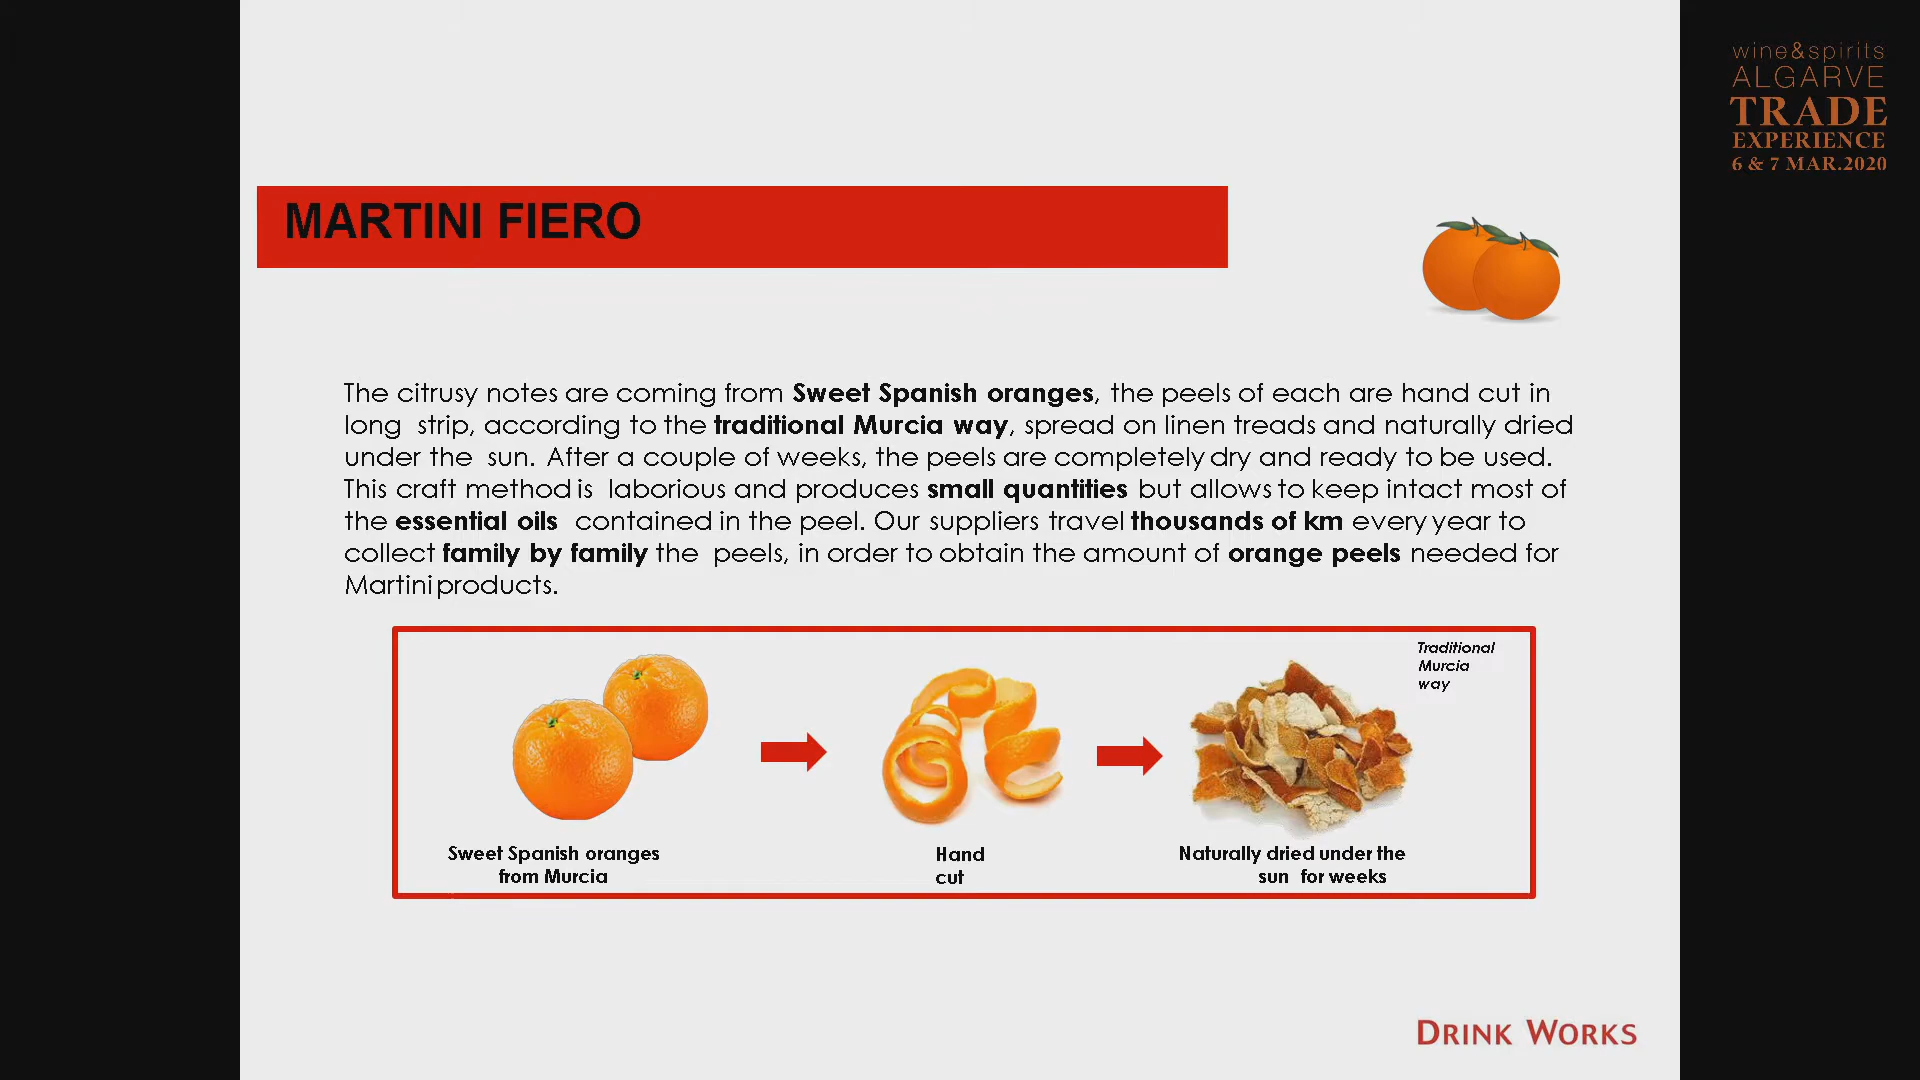 wine&spirits
ALGARVE
TRADE
EXPERIENCE
6 & 7 MAR.2020
MARTINI FIERO
The citrusy notes are coming from Sweet Spanish oranges, the peels of each are hand cut in
long strip, according to the traditional Murcia way, spread on linen treads and naturally dried
under the sun. After a couple of weeks, the peels are completely dry and ready to be used.
This craft method is laborious and produces small quantities but allows to keep intact most of
the essential oils contained in the peel. Our suppliers travel thousands of km every year to
collect family by family the peels, in order to obtain the amount of orange peels needed for
Martini products.
Traditional
Murcia
way
Sweet Spanish oranges
from Murcia
Hand
cut
Naturally dried under the
sun for weeks
DRINK WORKS